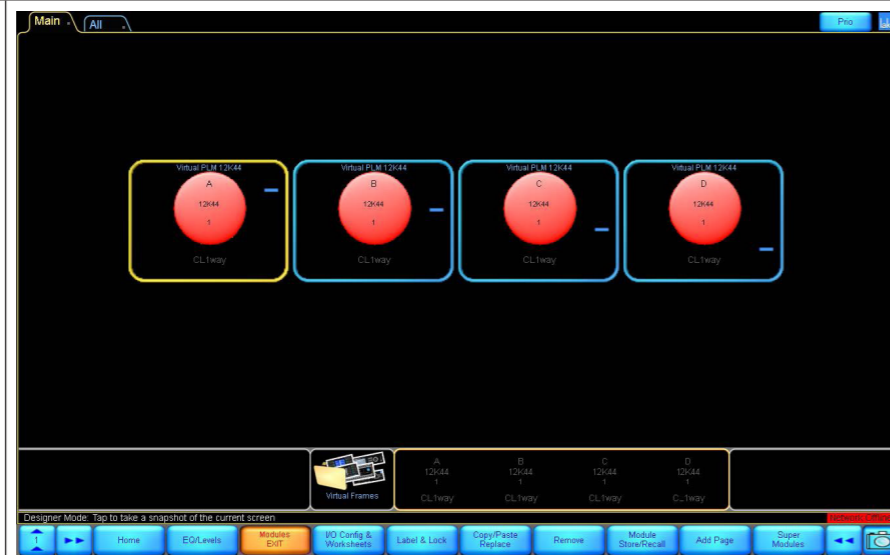 Main
All
Prio
Virtual PLM 12K44
A
12K44
1
CL1way
Virtual PLM 12K44
B
12K44
1
CL1way
Virtual PLM 12K44
C
12K44
1
CL1way
Virtual PLM 12K44
D
12K44
1
CL1way
Virtual Frames
A B C D
12K44 12K44 12K44 12K44
1 1 1 1
CL1way CL1way CL1way CL1way
Designer Mode: Tap to take a snapshot of the current screen
Network: Offline
1
Home
EQ/Levels
Modules
EXIT
I/O Config &
Worksheets
Label & Lock
Copy/Paste
Replace
Remove
Module
Store/Recall
Add Page
Super
Modules